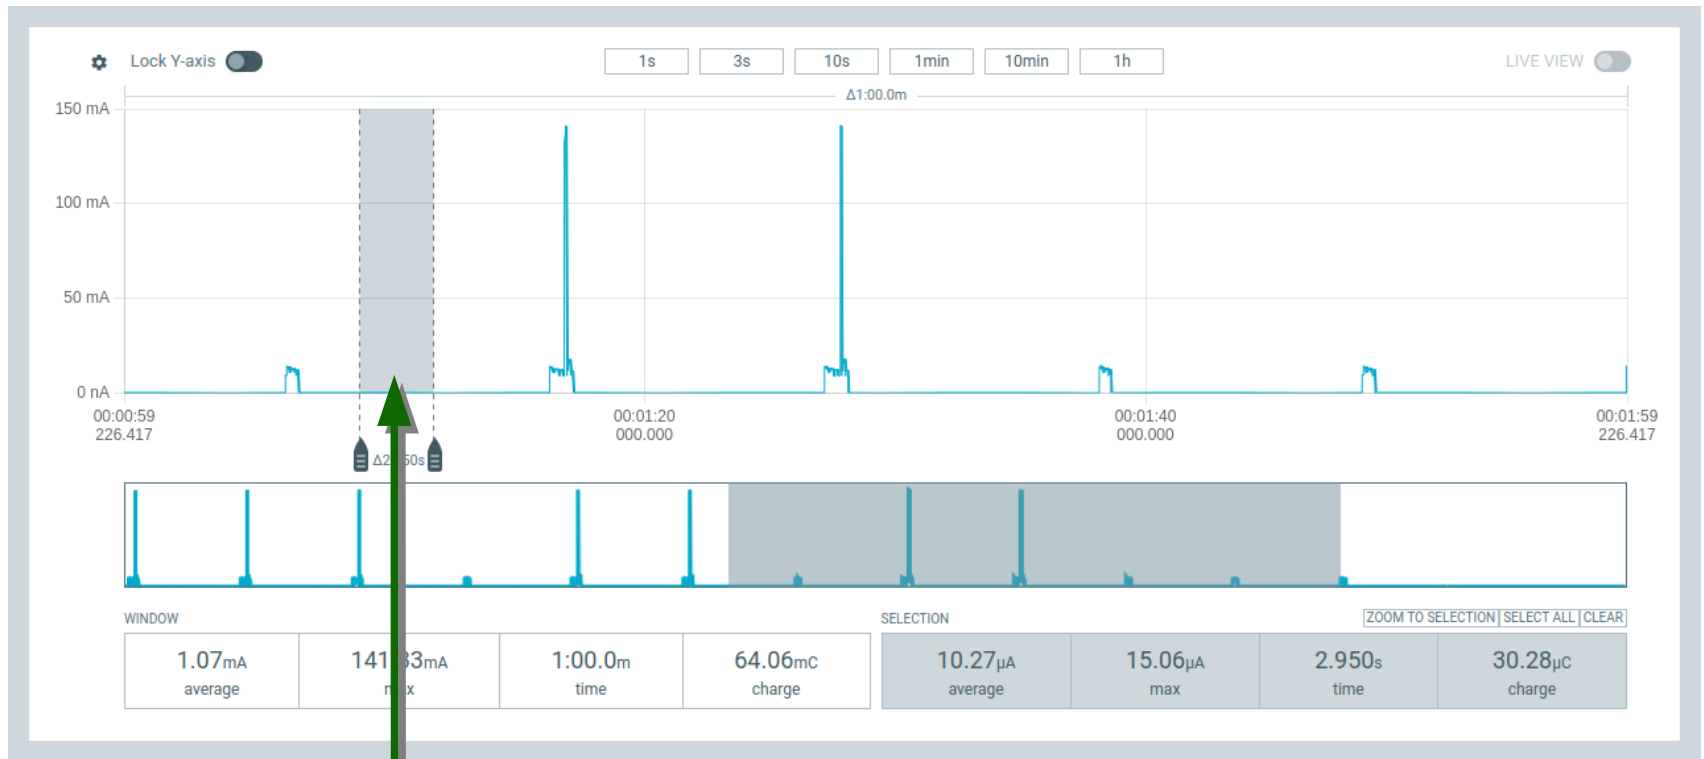 Lock Y-axis 1s 3s 10s 1min 10min 1h LIVE VIEW
Δ1:00.0m
150 mA
100 mA
50 mA
0 nA
00:00:59 00:01:20 00:01:40 00:01:59
226.417 000.000 000.000 226.417
WINDOW SELECTION ZOOM TO SELECTION SELECT ALL CLEAR
1.07mA 1:00.0m 64.06mC 10.27μA 15.06μA 2.950s 30.28μC
average time charge average max time charge